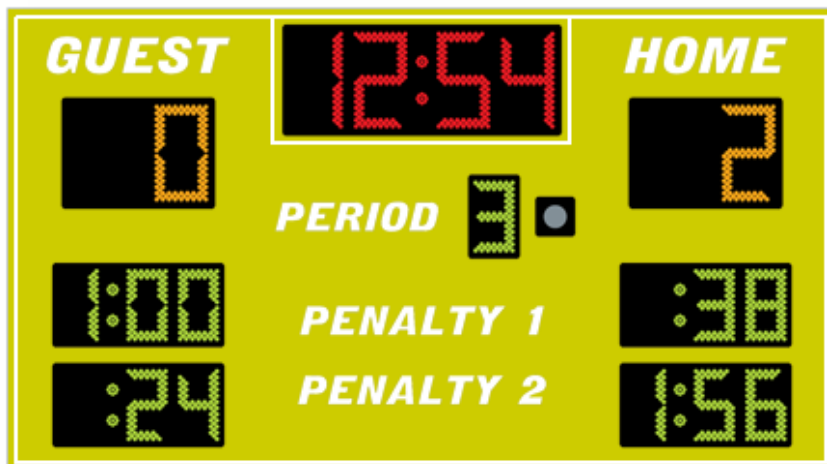 GUEST 12:54 HOME
0 2
PERIOD 3
1:00 PENALTY 1 :38
:24 PENALTY 2 1:56